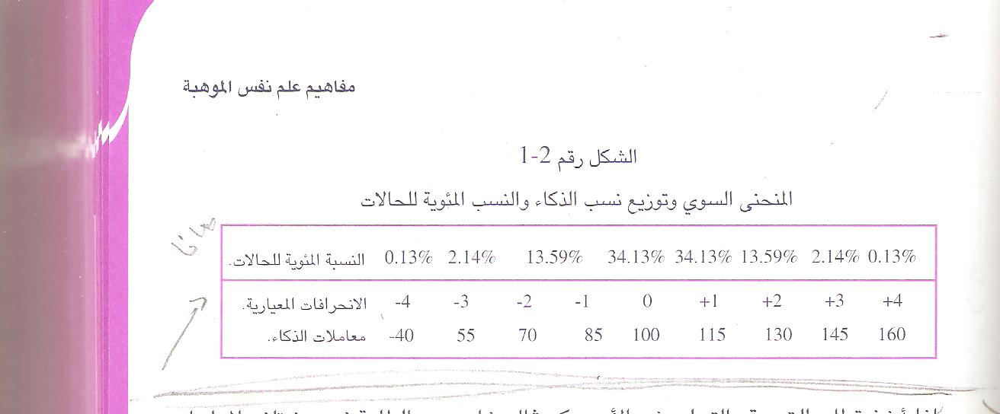 مفاهيم علم نفس الموهبة
الشكل رقم 2-1
المنحنى السوي وتوزيع نسب الذكاء والنسب المئوية للحالات
النسبة المئوية للحالات. 0.13% 2.14% 13.59% 34.13% 34.13% 13.59% 2.14% 0.13%
الانحرافات المعيارية. -4 -3 -2 -1 0 +1 +2 +3 +4
معاملات الذكاء. -40 55 70 85 100 115 130 145 160